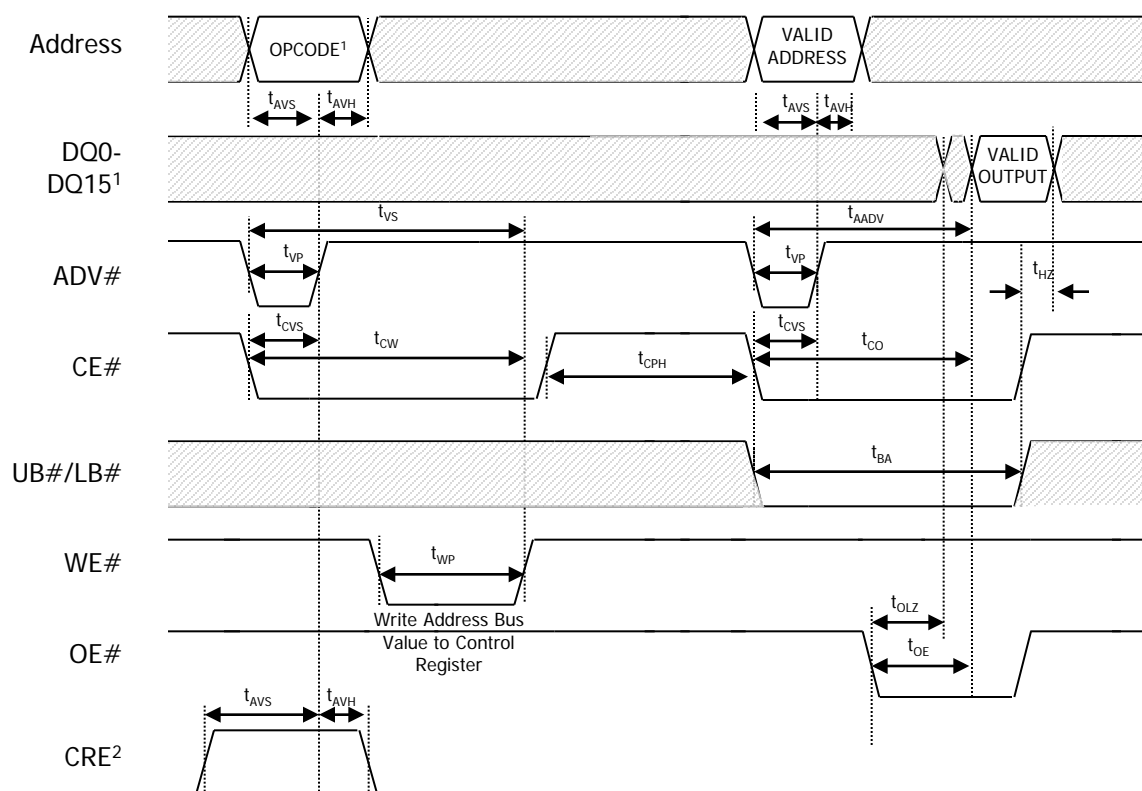 Address
OPCODE1
VALID
ADDRESS
tAVS
tAVH
tAVS
tAVH
DQ0-
DQ151
VALID
OUTPUT
tVS
tAADV
ADV#
tVP
tVP
tHZ
tCVS
tCW
tCVS
tCO
CE#
tCPH
UB#/LB#
tBA
WE#
tWP
Write Address Bus
Value to Control
Register
tOLZ
OE#
tOE
tAVS
tAVH
CRE2